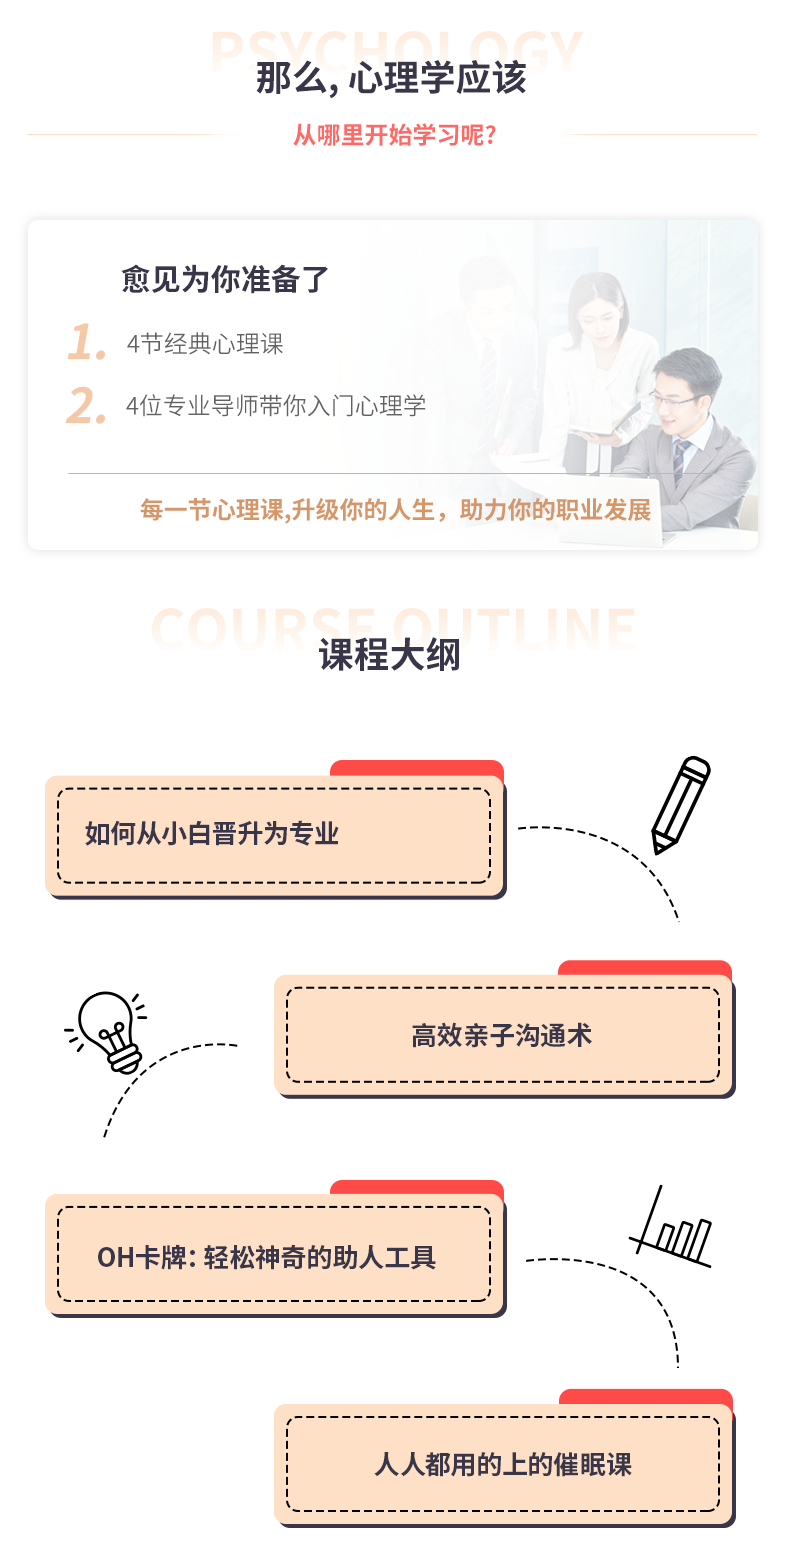 PSYCHOLOGY
那么, 心理学应该
从哪里开始学习呢?
愈见为你准备了
1. 4节经典心理课
2. 4位专业导师带你入门心理学
每一节心理课,升级你的人生，助力你的职业发展
COURSE OUTLINE
课程大纲
如何从小白晋升为专业
高效亲子沟通术
OH卡牌: 轻松神奇的助人工具
人人都用的上的催眠课